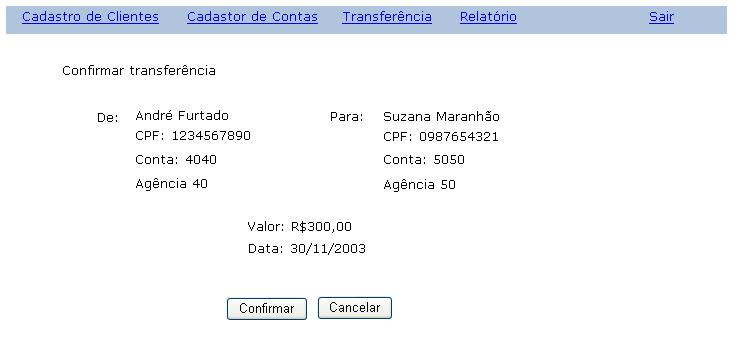 Cadastro de Clientes Cadastor de Contas Transferência Relatório Sair
Confirmar transferência
De: André Furtado Para: Suzana Maranhão
CPF: 1234567890 CPF: 0987654321
Conta: 4040 Conta: 5050
Agência 40 Agência 50
Valor: R$300,00
Data: 30/11/2003
Confirmar Cancelar